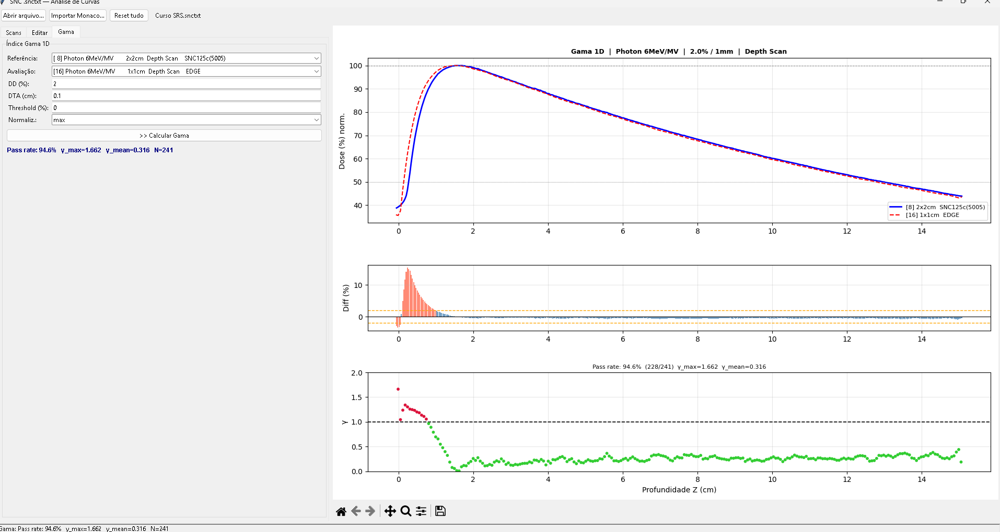 SNC .snctxt — Análise de Curvas
Abrir arquivo... Importar Monaco... Reset tudo Curso SRS.snctxt
Scans Editar Gama
Índice Gama 1D
Referência: [ 8] Photon 6MeV/MV 2x2cm Depth Scan SNC125c(5005)
Avaliação: [16] Photon 6MeV/MV 1x1cm Depth Scan EDGE
DD (%): 2
DTA (cm): 0.1
Threshold (%): 0
Normaliz.: max
>> Calcular Gama
Pass rate: 94.6% γ_max=1.662 γ_mean=0.316 N=241
Gama 1D | Photon 6MeV/MV | 2.0% / 1mm | Depth Scan
Dose (%) norm.
100
90
80
70
60
50
40
[8] 2x2cm SNC125c(5005)
[16] 1x1cm EDGE
0 2 4 6 8 10 12 14
Diff (%)
10
0
0 2 4 6 8 10 12 14
Pass rate: 94.6% (228/241) γ_max=1.662 γ_mean=0.316
γ
2.0
1.5
1.0
0.5
0.0
0 2 4 6 8 10 12 14
Profundidade Z (cm)
Gama: Pass rate: 94.6% γ_max=1.662 γ_mean=0.316 N=241